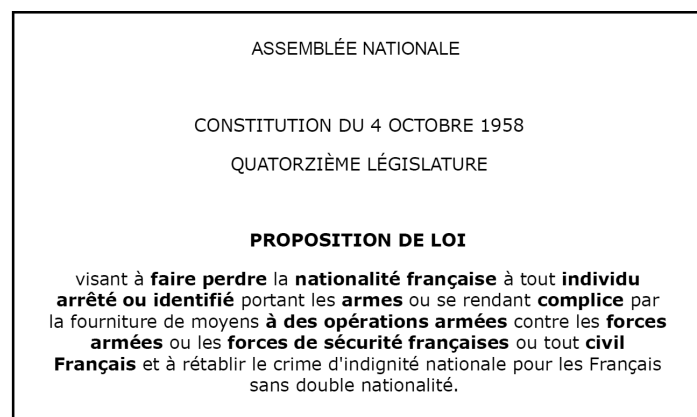 ASSEMBLÉE NATIONALE
CONSTITUTION DU 4 OCTOBRE 1958
QUATORZIÈME LÉGISLATURE
PROPOSITION DE LOI
visant à faire perdre la nationalité française à tout individu
arrêté ou identifié portant les armes ou se rendant complice par
la fourniture de moyens à des opérations armées contre les forces
armées ou les forces de sécurité françaises ou tout civil
Français et à rétablir le crime d'indignité nationale pour les Français
sans double nationalité.